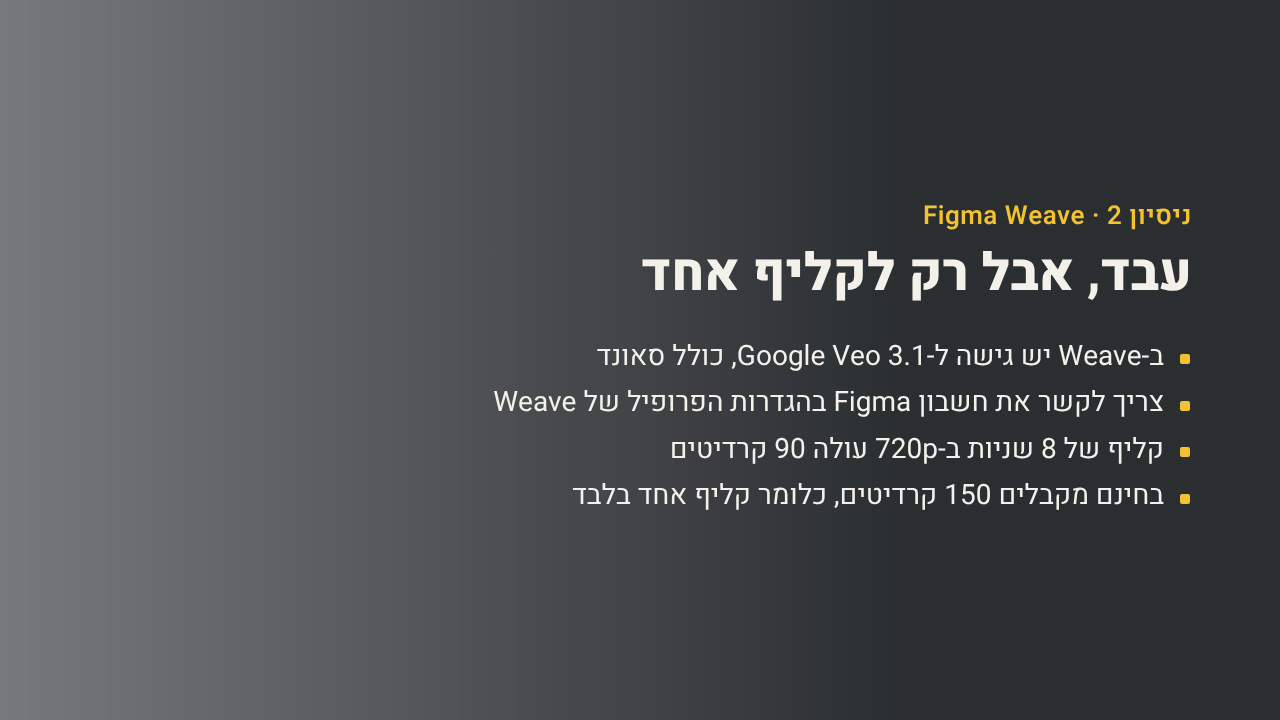 ניסיון 2 · Figma Weave
עבד, אבל רק לקליפ אחד
ב-Weave יש גישה ל-Google Veo 3.1, כולל סאונד
צריך לקשר את חשבון Figma בהגדרות הפרופיל של Weave
קליפ של 8 שניות ב-720p עולה 90 קרדיטים
בחינם מקבלים 150 קרדיטים, כלומר קליפ אחד בלבד